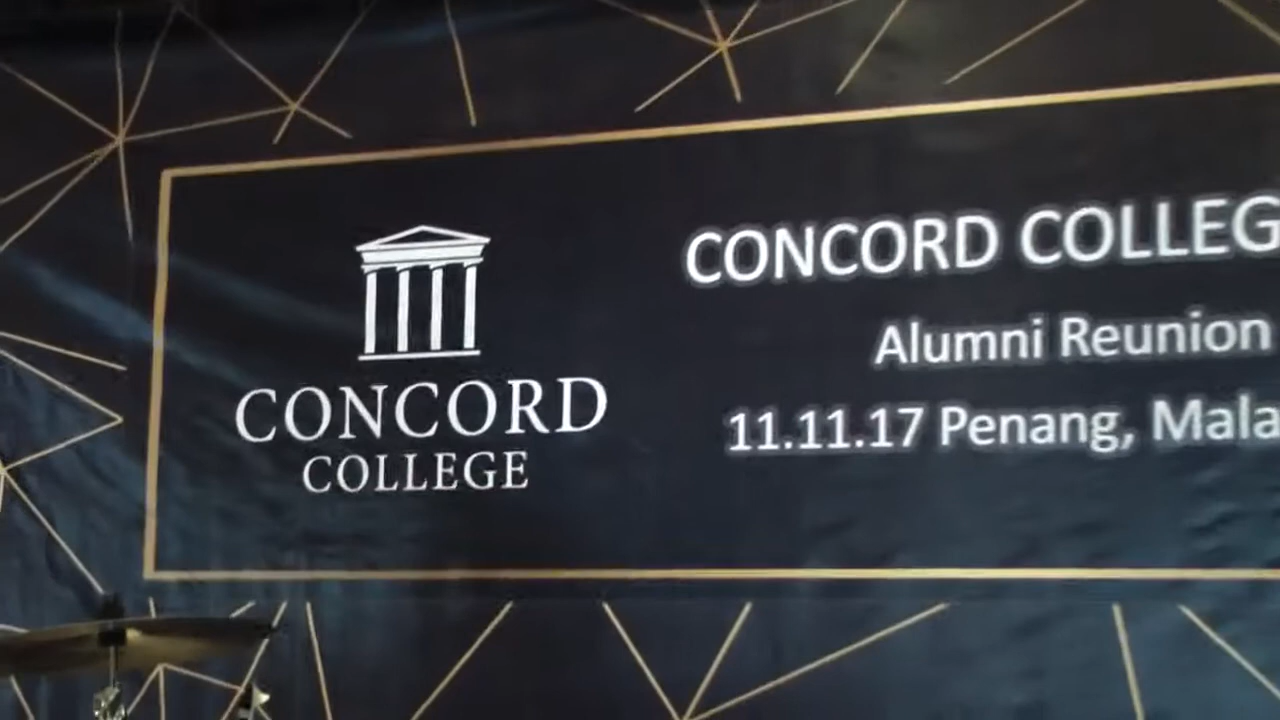 CONCORD
COLLEGE
CONCORD COLLEG
Alumni Reunion
11.11.17 Penang, Mala